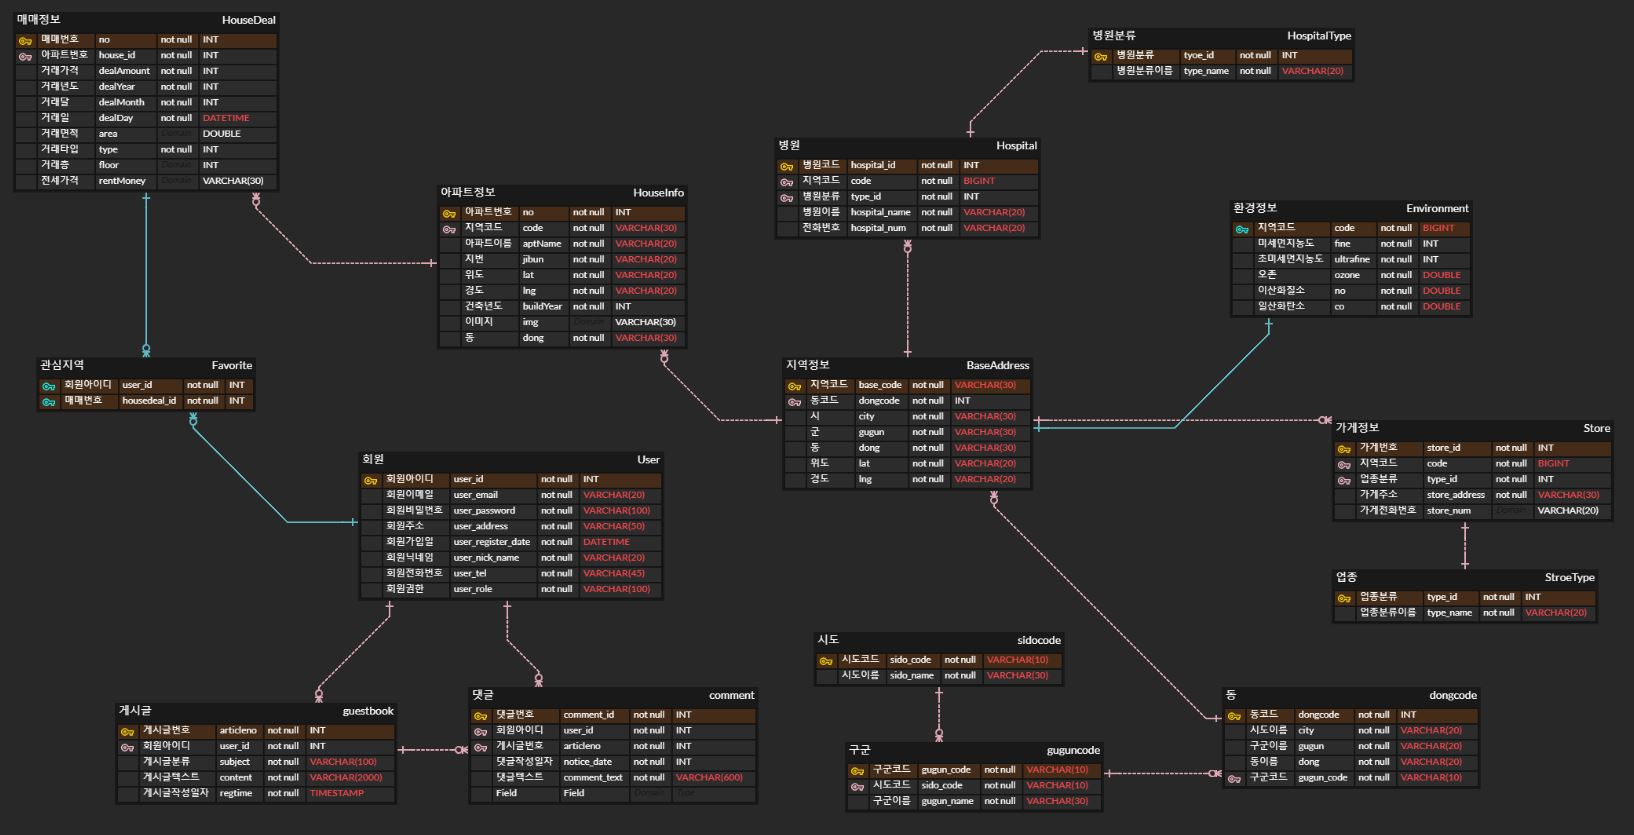 매매정보 HouseDeal
매매번호 no not null INT
아파트번호 house_id not null INT
거래가격 dealAmount not null INT
거래년도 dealYear not null INT
거래달 dealMonth not null INT
거래일 dealDay not null DATETIME
거래면적 area Domain DOUBLE
거래타입 type not null INT
거래층 floor Domain INT
전세가격 rentMoney Domain VARCHAR(30)
병원분류 HospitalType
병원분류 tyoe_id not null INT
병원분류이름 type_name not null VARCHAR(20)
병원 Hospital
병원코드 hospital_id not null INT
지역코드 code not null BIGINT
병원분류 type_id not null INT
병원이름 hospital_name not null VARCHAR(20)
전화번호 hospital_num not null VARCHAR(20)
아파트정보 HouseInfo
아파트번호 no not null INT
지역코드 code not null VARCHAR(30)
아파트이름 aptName not null VARCHAR(20)
지번 jibun not null VARCHAR(20)
위도 lat not null VARCHAR(20)
경도 lng not null VARCHAR(20)
건축년도 buildYear not null INT
이미지 img Domain VARCHAR(30)
동 dong not null VARCHAR(30)
환경정보 Environment
지역코드 code not null BIGINT
미세먼지농도 fine not null INT
초미세먼지농도 ultrafine not null INT
오존 ozone not null DOUBLE
이산화질소 no not null DOUBLE
일산화탄소 co not null DOUBLE
관심지역 Favorite
회원아이디 user_id not null INT
매매번호 housedeal_id not null INT
지역정보 BaseAddress
지역코드 base_code not null VARCHAR(30)
동코드 dongcode not null INT
시 city not null VARCHAR(30)
군 gugun not null VARCHAR(30)
동 dong not null VARCHAR(30)
위도 lat not null VARCHAR(20)
경도 lng not null VARCHAR(20)
가게정보 Store
가게번호 store_id not null INT
지역코드 code not null BIGINT
업종분류 type_id not null INT
가게주소 store_address not null VARCHAR(30)
가게전화번호 store_num Domain VARCHAR(20)
회원 User
회원아이디 user_id not null INT
회원이메일 user_email not null VARCHAR(20)
회원비밀번호 user_password not null VARCHAR(100)
회원주소 user_address not null VARCHAR(50)
회원가입일 user_register_date not null DATETIME
회원닉네임 user_nick_name not null VARCHAR(20)
회원전화번호 user_tel not null VARCHAR(45)
회원권한 user_role not null VARCHAR(100)
업종 StroeType
업종분류 type_id not null INT
업종분류이름 type_name not null VARCHAR(20)
시도 sidocode
시도코드 sido_code not null VARCHAR(10)
시도이름 sido_name not null VARCHAR(30)
게시글 guestbook
게시글번호 articleno not null INT
회원아이디 user_id not null INT
게시글분류 subject not null VARCHAR(100)
게시글텍스트 content not null VARCHAR(2000)
게시글작성일자 regtime not null TIMESTAMP
댓글 comment
댓글번호 comment_id not null INT
회원아이디 user_id not null INT
게시글번호 articleno not null INT
댓글작성일자 notice_date not null INT
댓글텍스트 comment_text not null VARCHAR(600)
Field Field Domain Type
구군 guguncode
구군코드 gugun_code not null VARCHAR(10)
시도코드 sido_code not null VARCHAR(10)
구군이름 gugun_name not null VARCHAR(30)
동 dongcode
동코드 dongcode not null INT
시도이름 city not null VARCHAR(20)
구군이름 gugun not null VARCHAR(20)
동이름 dong not null VARCHAR(20)
구군코드 gugun_code not null VARCHAR(10)